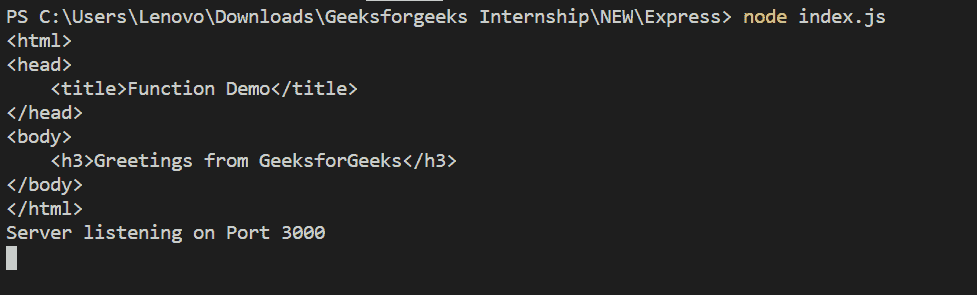 PS C:\Users\Lenovo\Downloads\Geeksforgeeks Internship\NEW\Express> node index.js
<html>
<head>
    <title>Function Demo</title>
</head>
<body>
    <h3>Greetings from GeeksforGeeks</h3>
</body>
</html>
Server listening on Port 3000